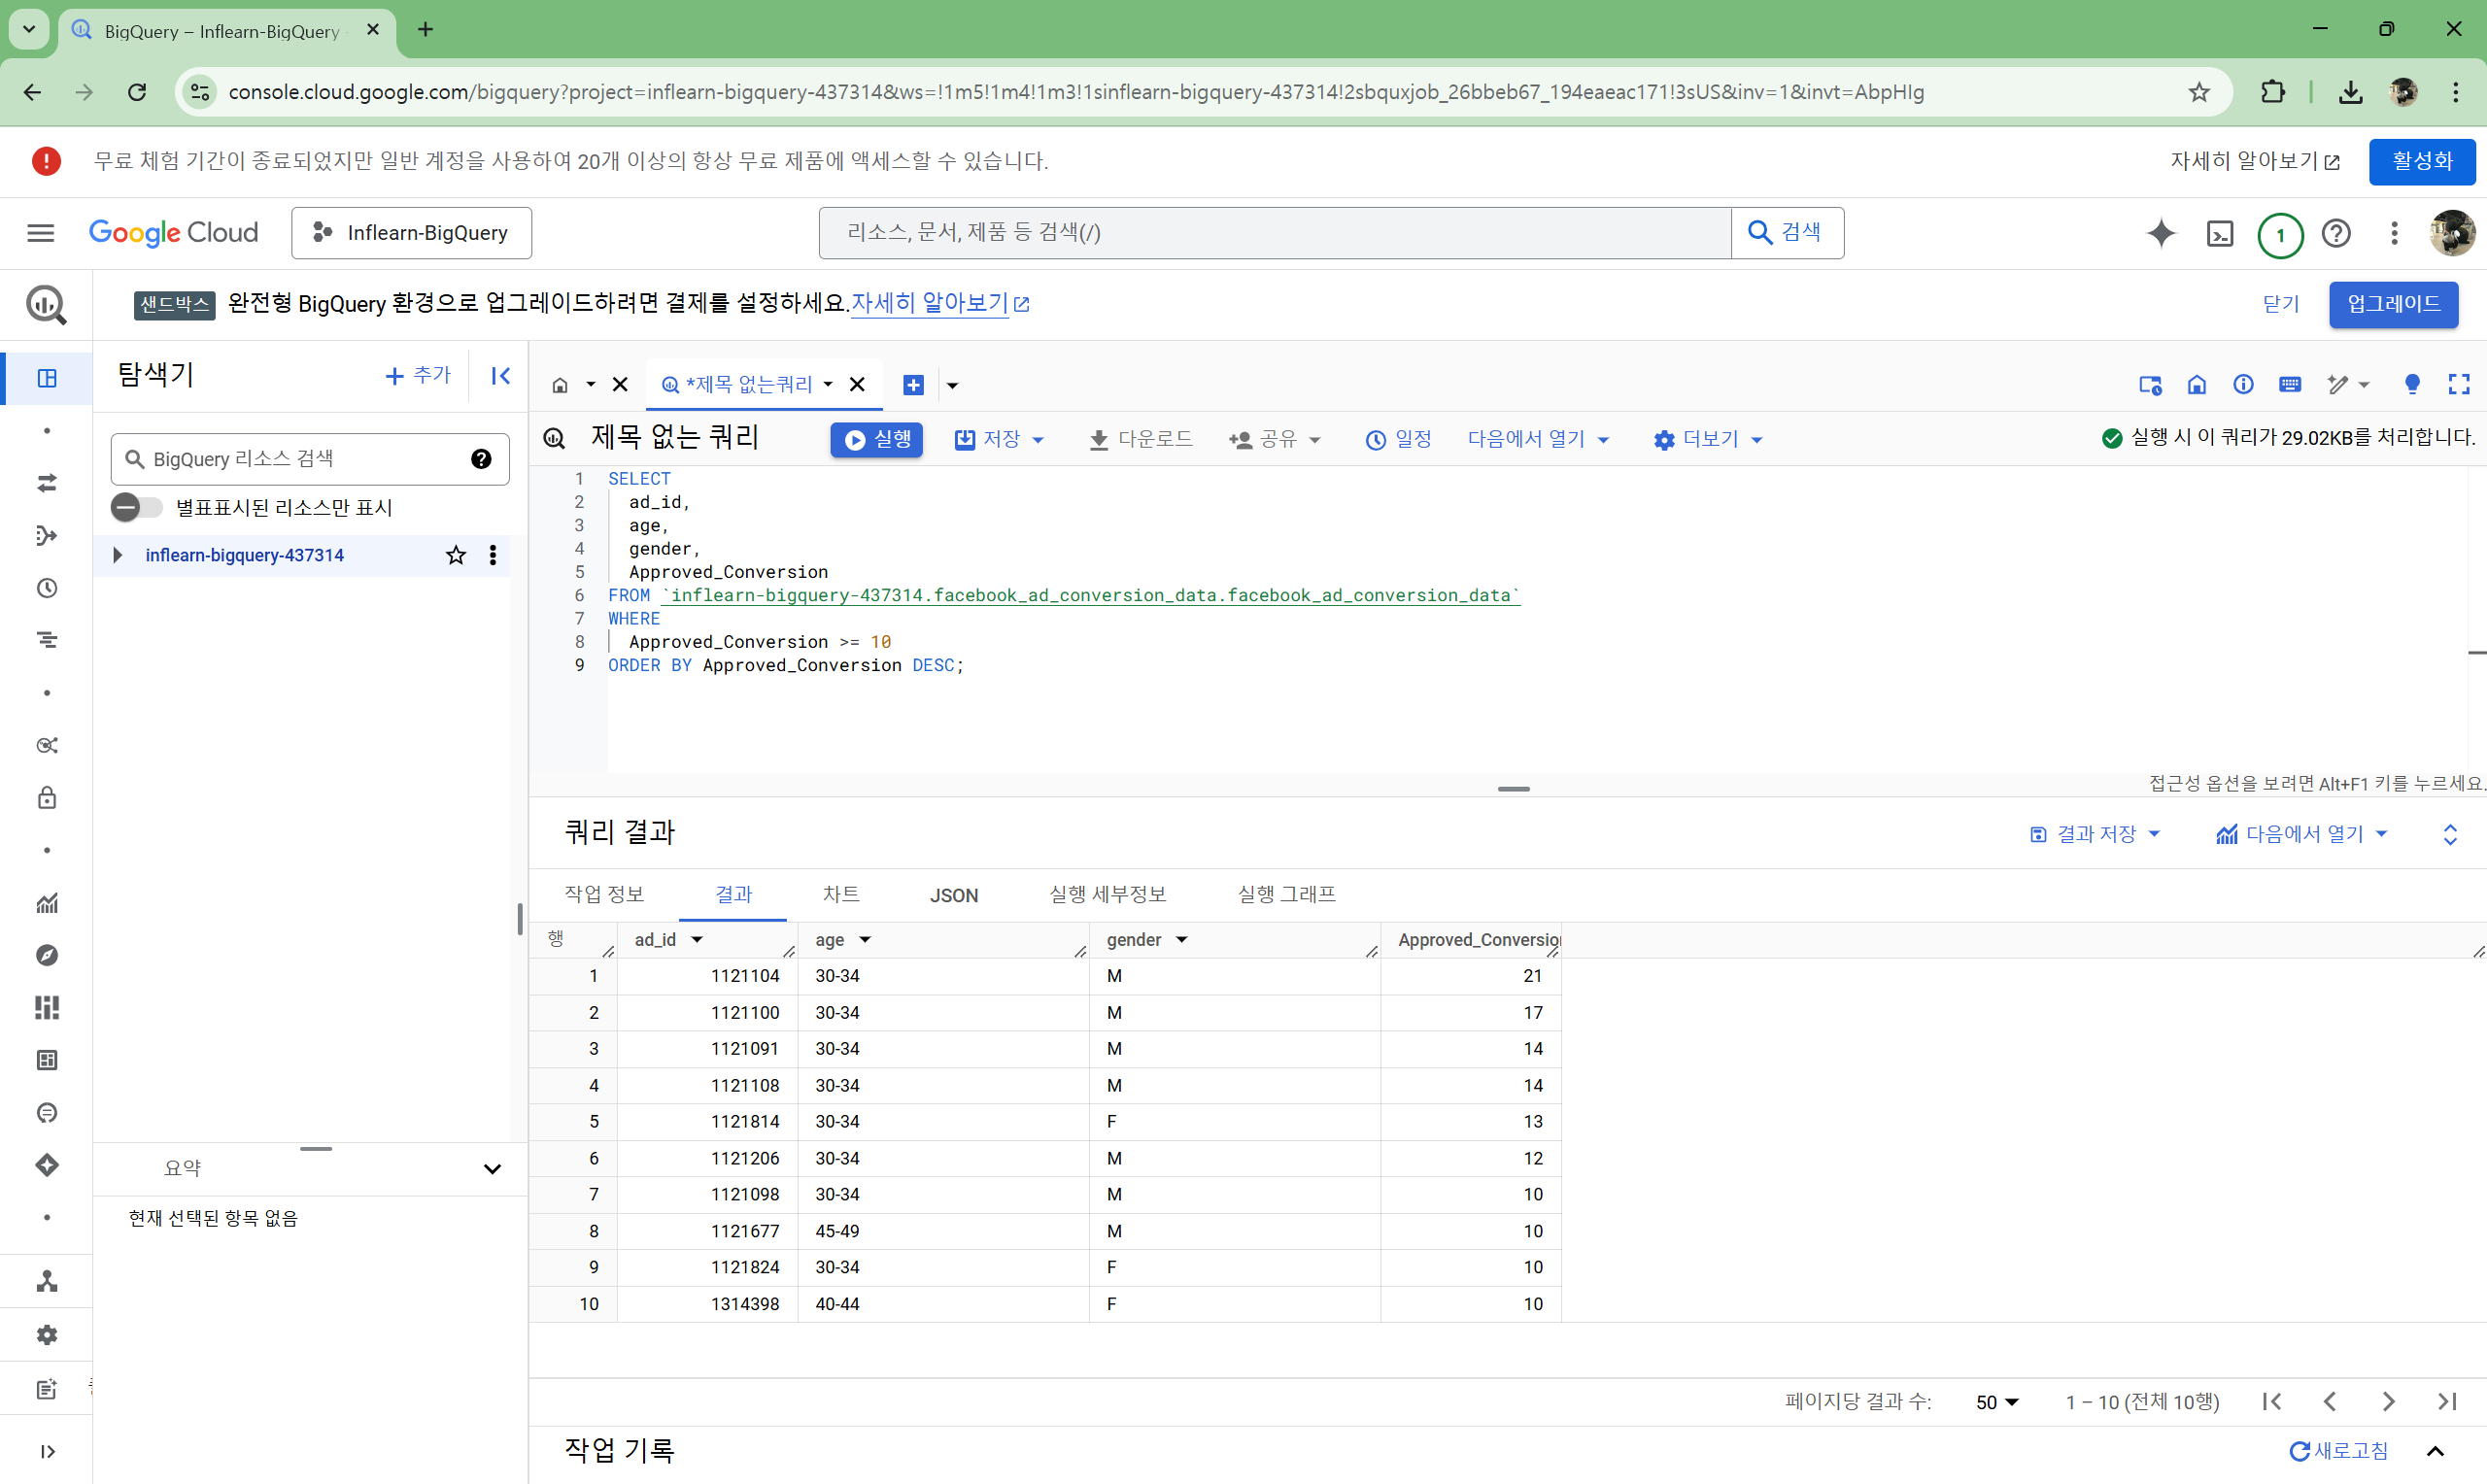 BigQuery – Inflearn-BigQuery
console.cloud.google.com/bigquery?project=inflearn-bigquery-437314&ws=!1m5!1m4!1m3!1sinflearn-bigquery-437314!2sbquxjob_26bbeb67_194eaeac171!3sUS&inv=1&invt=AbpHIg
무료 체험 기간이 종료되었지만 일반 계정을 사용하여 20개 이상의 항상 무료 제품에 액세스할 수 있습니다.
자세히 알아보기
활성화
Google Cloud
Inflearn-BigQuery
리소스, 문서, 제품 등 검색(/)
검색
1
샌드박스 완전형 BigQuery 환경으로 업그레이드하려면 결제를 설정하세요.자세히 알아보기
닫기
업그레이드
탐색기
추가
*제목 없는쿼리
BigQuery 리소스 검색
별표표시된 리소스만 표시
inflearn-bigquery-437314
요약
현재 선택된 항목 없음
제목 없는 쿼리
실행
저장
다운로드
공유
일정
다음에서 열기
더보기
실행 시 이 쿼리가 29.02KB를 처리합니다.
1 SELECT
2 ad_id,
3 age,
4 gender,
5 Approved_Conversion
6 FROM `inflearn-bigquery-437314.facebook_ad_conversion_data.facebook_ad_conversion_data`
7 WHERE
8 Approved_Conversion >= 10
9 ORDER BY Approved_Conversion DESC;
접근성 옵션을 보려면 Alt+F1 키를 누르세요.
쿼리 결과
결과 저장
다음에서 열기
작업 정보 결과 차트 JSON 실행 세부정보 실행 그래프
행 ad_id age gender Approved_Conversion
1 1121104 30-34 M 21
2 1121100 30-34 M 17
3 1121091 30-34 M 14
4 1121108 30-34 M 14
5 1121814 30-34 F 13
6 1121206 30-34 M 12
7 1121098 30-34 M 10
8 1121677 45-49 M 10
9 1121824 30-34 F 10
10 1314398 40-44 F 10
페이지당 결과 수: 50 1 – 10 (전체 10행)
작업 기록
새로고침